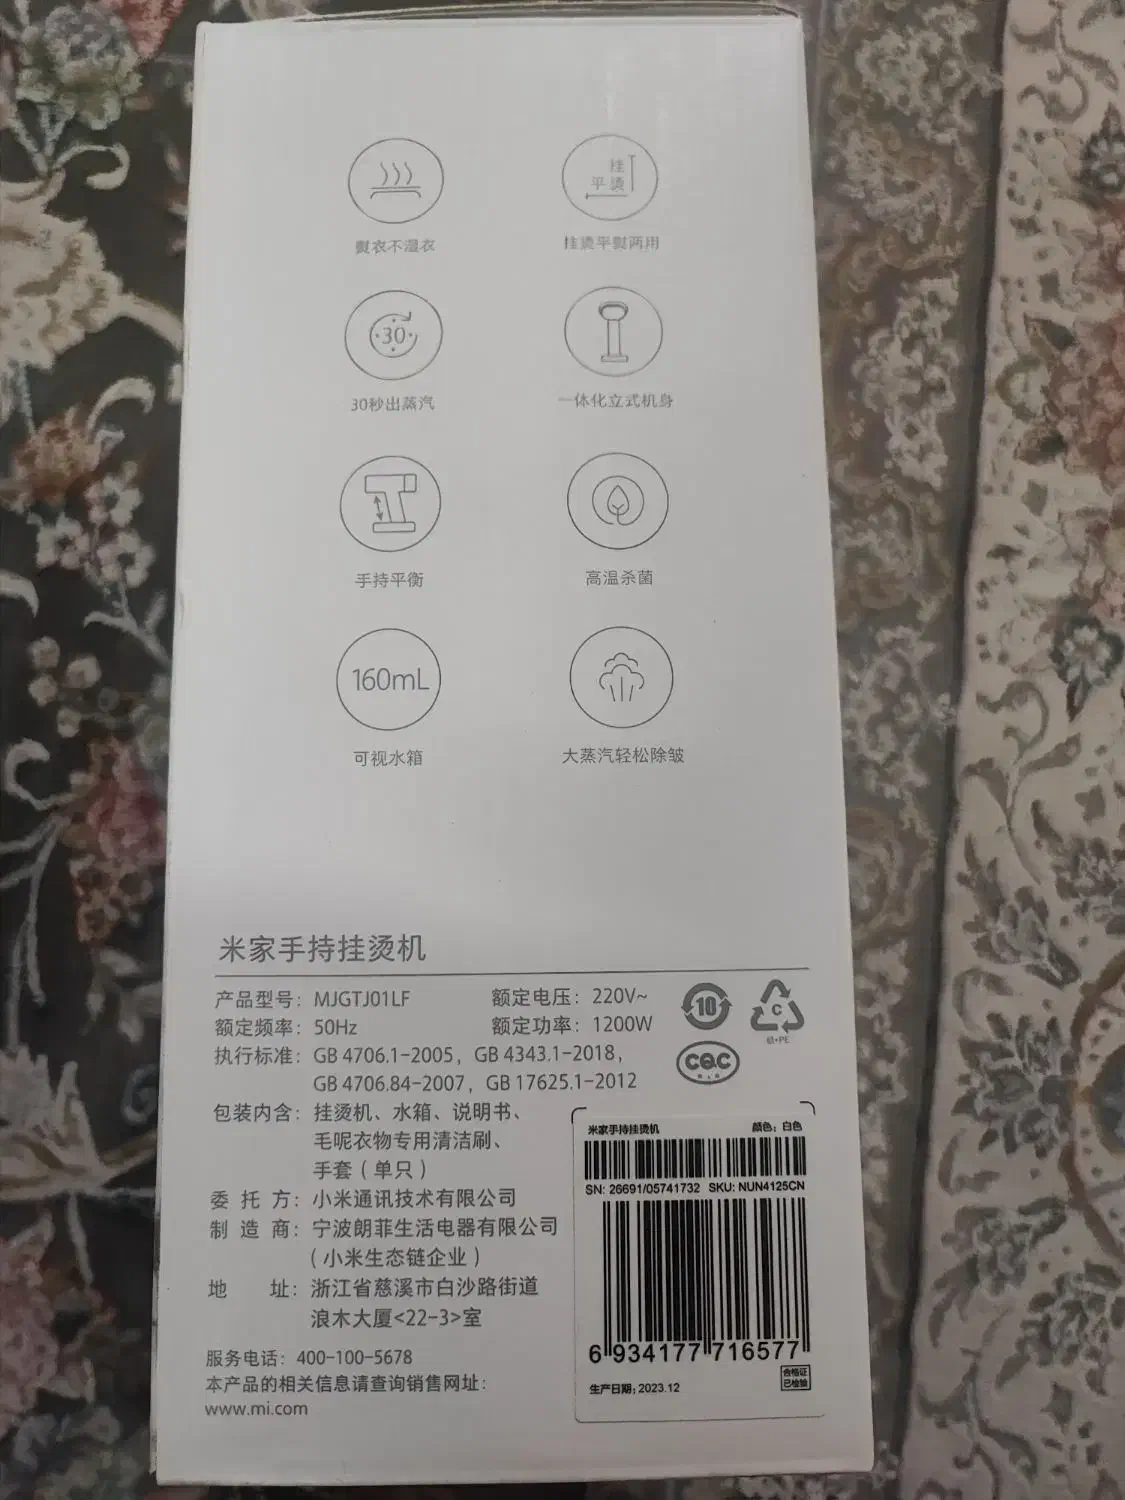 熨衣不湿衣
挂
平烫
挂烫平熨两用
30
30秒出蒸汽
一体化立式机身
手持平衡
高温杀菌
160mL
可视水箱
大蒸汽轻松除皱
米家手持挂烫机
产品型号：MJGTJ01LF
额定电压：220V~
额定频率：50Hz
额定功率：1200W
执行标准：GB 4706.1-2005，GB 4343.1-2018，
GB 4706.84-2007，GB 17625.1-2012
10
C
纸+PE
CQC
包装内含：挂烫机、水箱、说明书、
毛呢衣物专用清洁刷、
手套（单只）
委托方：小米通讯技术有限公司
制造商：宁波朗菲生活电器有限公司
（小米生态链企业）
地址：浙江省慈溪市白沙路街道
浪木大厦<22-3>室
服务电话：400-100-5678
本产品的相关信息请查询销售网址：
www.mi.com
米家手持挂烫机 颜色：白色
SN: 26691/05741732 SKU: NUN4125CN
6 934177 716577
生产日期：2023.12
合格证
已检验